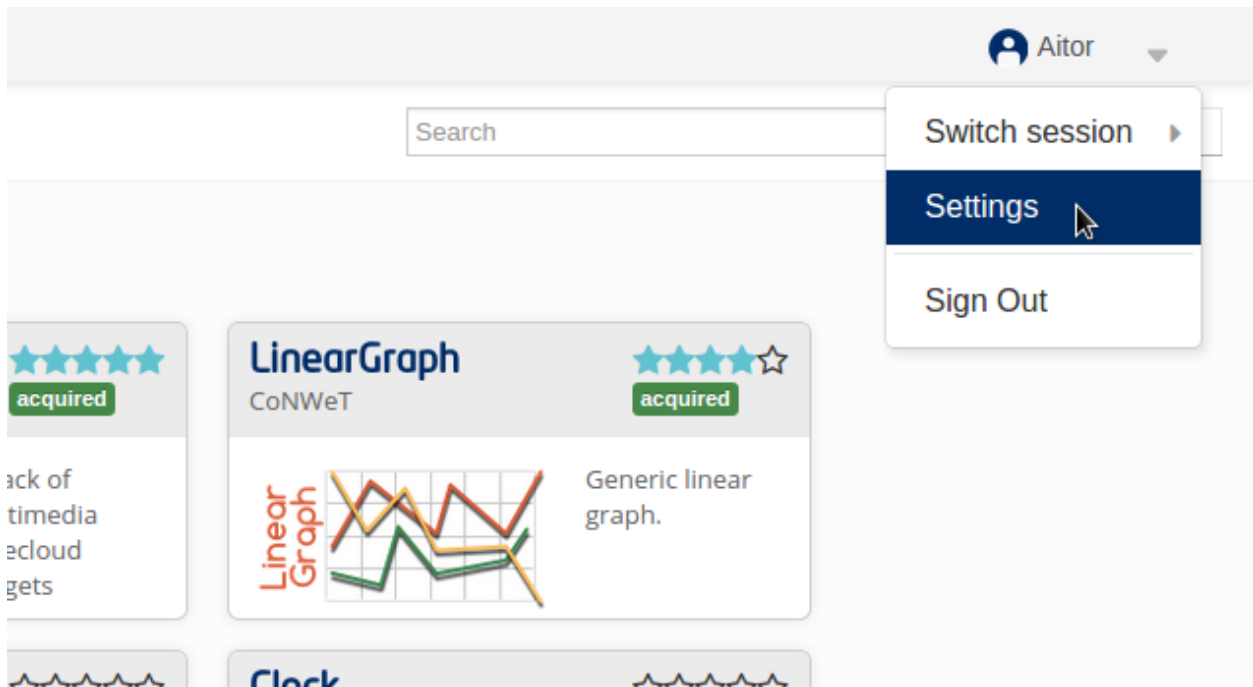 Aitor
Search
Switch session
Settings
Sign Out
acquired
ack of
timedia
ecloud
gets
LinearGraph
CoNWeT
acquired
Linear
Graph
Generic linear
graph.
Clock